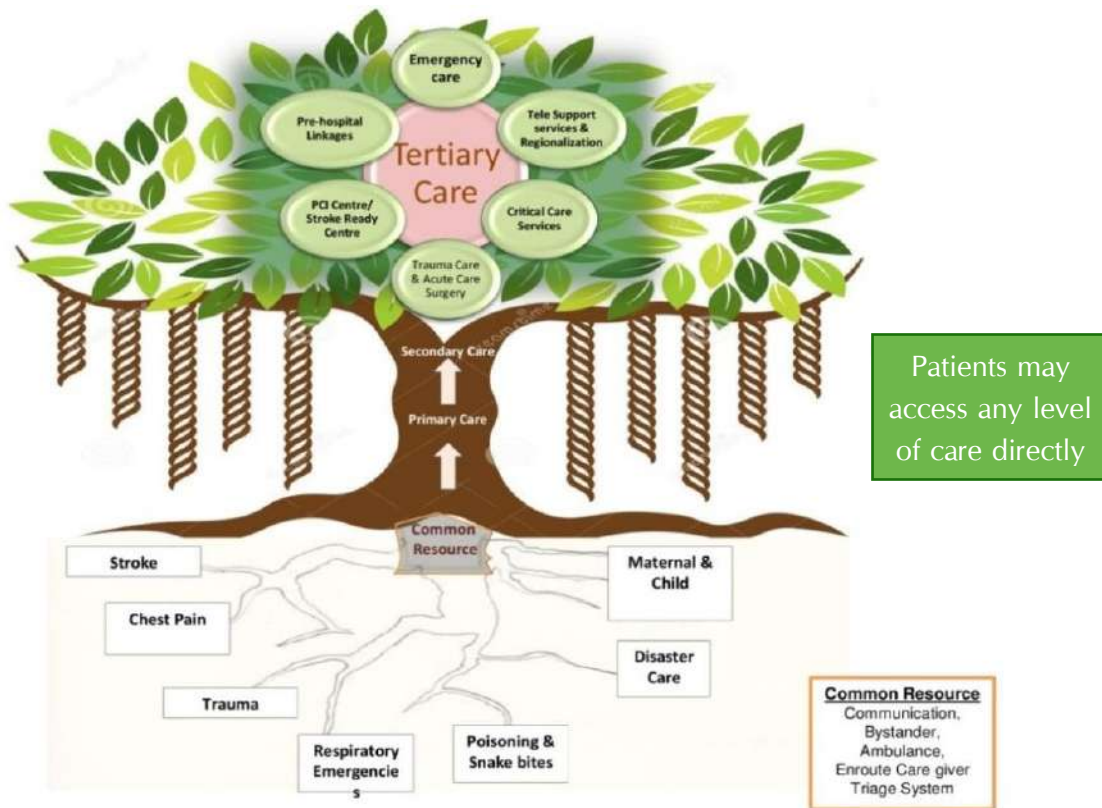 Emergency
care
Pre-hospital
Linkages
Tele Support
services &
Regionalization
Tertiary
Care
PCI Centre/
Stroke Ready
Centre
Critical Care
Services
Trauma Care
& Acute Care
Surgery
Secondary Care
Primary Care
Patients may
access any level
of care directly
Common
Resource
Stroke
Maternal &
Child
Chest Pain
Disaster
Care
Trauma
Respiratory
Emergencie
s
Poisoning &
Snake bites
Common Resource
Communication,
Bystander,
Ambulance,
Enroute Care giver
Triage System